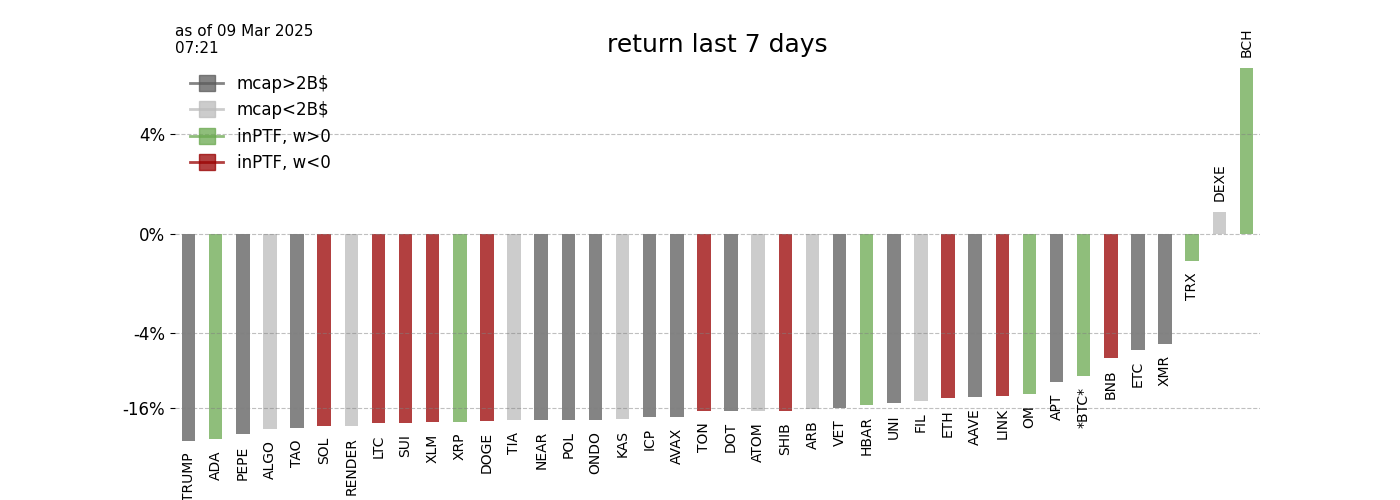 as of 09 Mar 2025
07:21
return last 7 days
mcap>2B$
mcap<2B$
inPTF, w>0
inPTF, w<0
4%
0%
-4%
-16%
TRUMP
ADA
PEPE
ALGO
TAO
SOL
RENDER
LTC
SUI
XLM
XRP
DOGE
TIA
NEAR
POL
ONDO
KAS
ICP
AVAX
TON
DOT
ATOM
SHIB
ARB
VET
HBAR
UNI
FIL
ETH
AAVE
LINK
OM
APT
*BTC*
BNB
ETC
XMR
TRX
DEXE
BCH